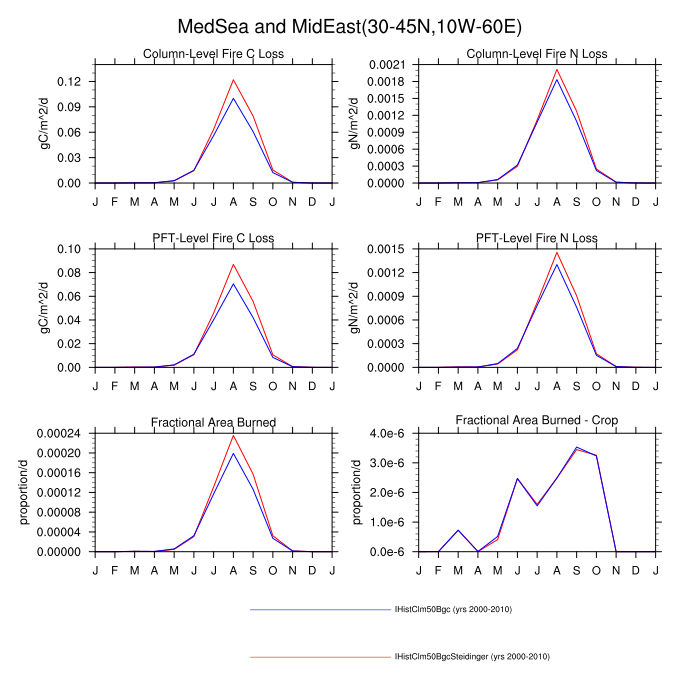 MedSea and MidEast(30-45N,10W-60E)
Column-Level Fire C Loss
gC/m^2/d
0.12
0.09
0.06
0.03
0.00
J F M A M J J A S O N D J
Column-Level Fire N Loss
gN/m^2/d
0.0021
0.0018
0.0015
0.0012
0.0009
0.0006
0.0003
0.0000
J F M A M J J A S O N D J
PFT-Level Fire C Loss
gC/m^2/d
0.10
0.08
0.06
0.04
0.02
0.00
J F M A M J J A S O N D J
PFT-Level Fire N Loss
gN/m^2/d
0.0015
0.0012
0.0009
0.0006
0.0003
0.0000
J F M A M J J A S O N D J
Fractional Area Burned
proportion/d
0.00024
0.00020
0.00016
0.00012
0.00008
0.00004
0.00000
J F M A M J J A S O N D J
Fractional Area Burned - Crop
proportion/d
4.0e-6
3.0e-6
2.0e-6
1.0e-6
0.0e-6
J F M A M J J A S O N D J
IHistClm50Bgc (yrs 2000-2010)
IHistClm50BgcSteidinger (yrs 2000-2010)